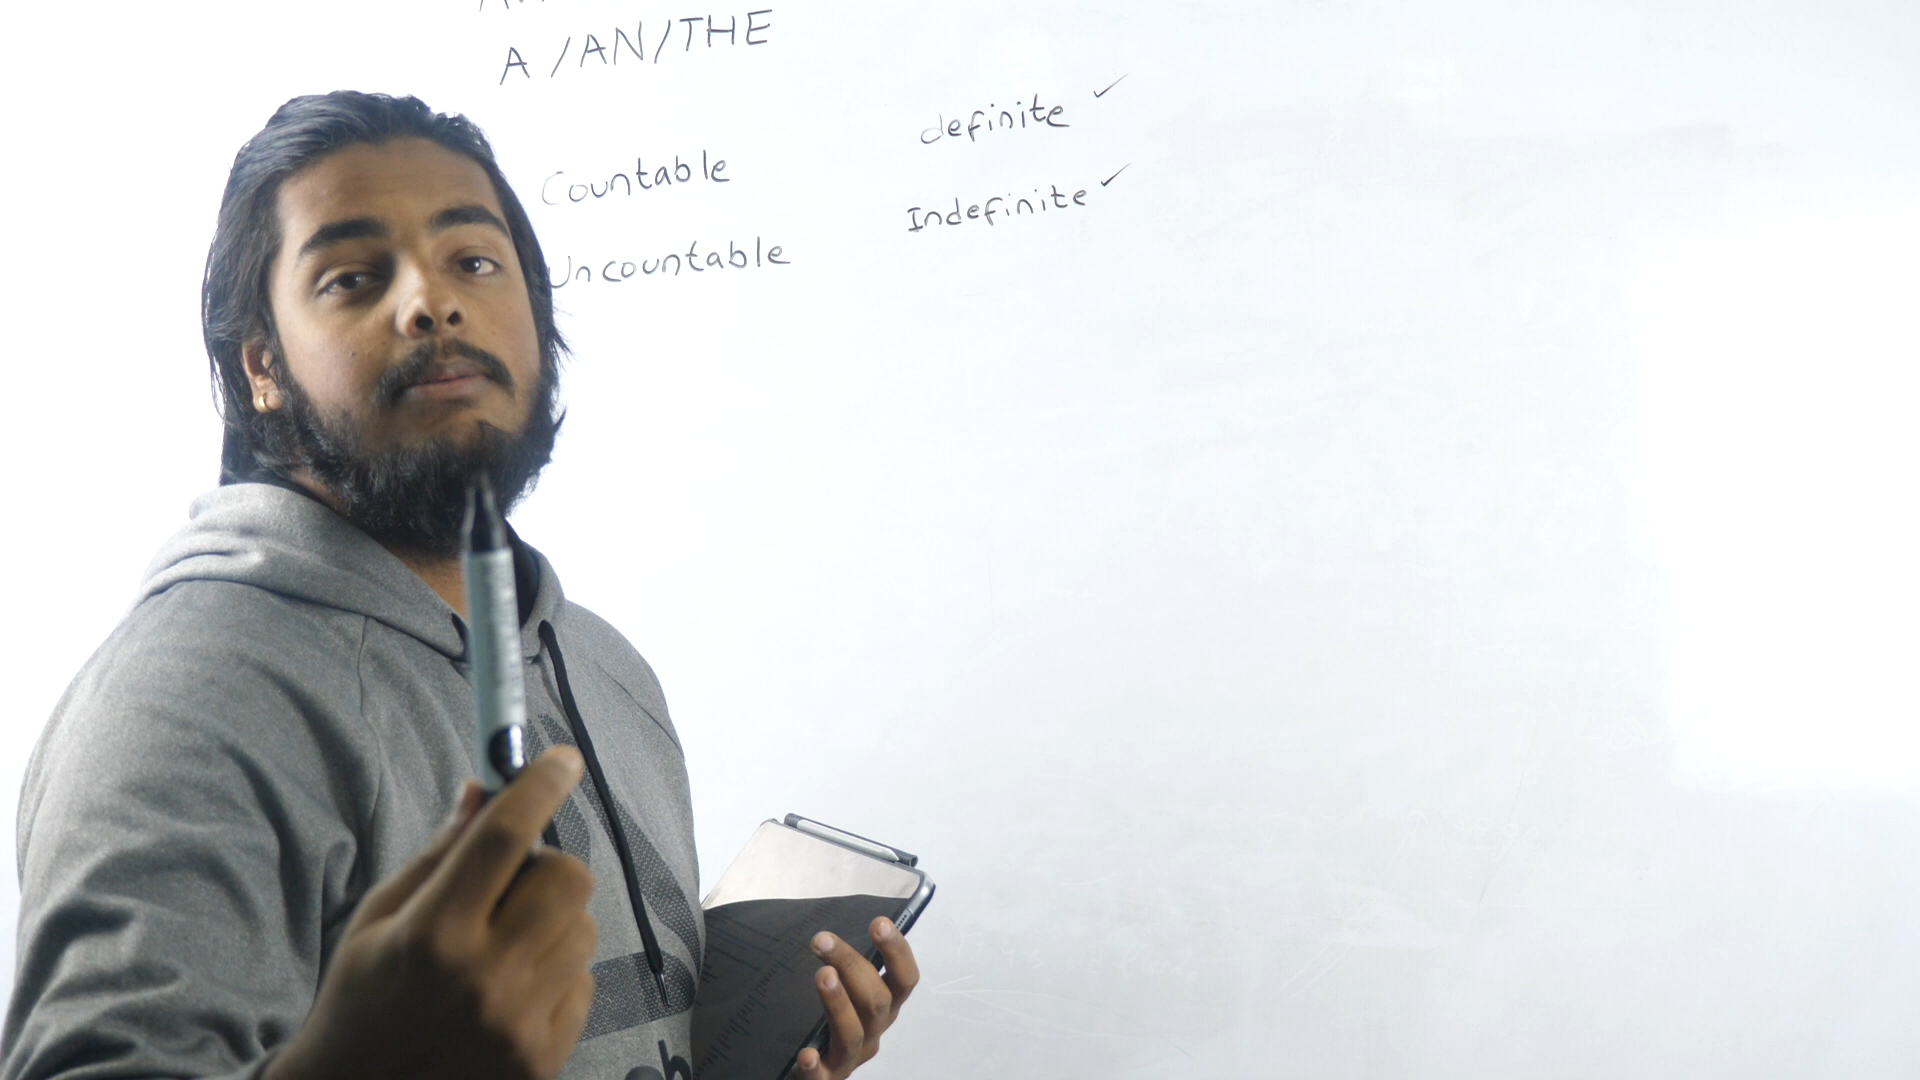 A/AN/THE
definite ✓
Countable
Indefinite ✓
Uncountable